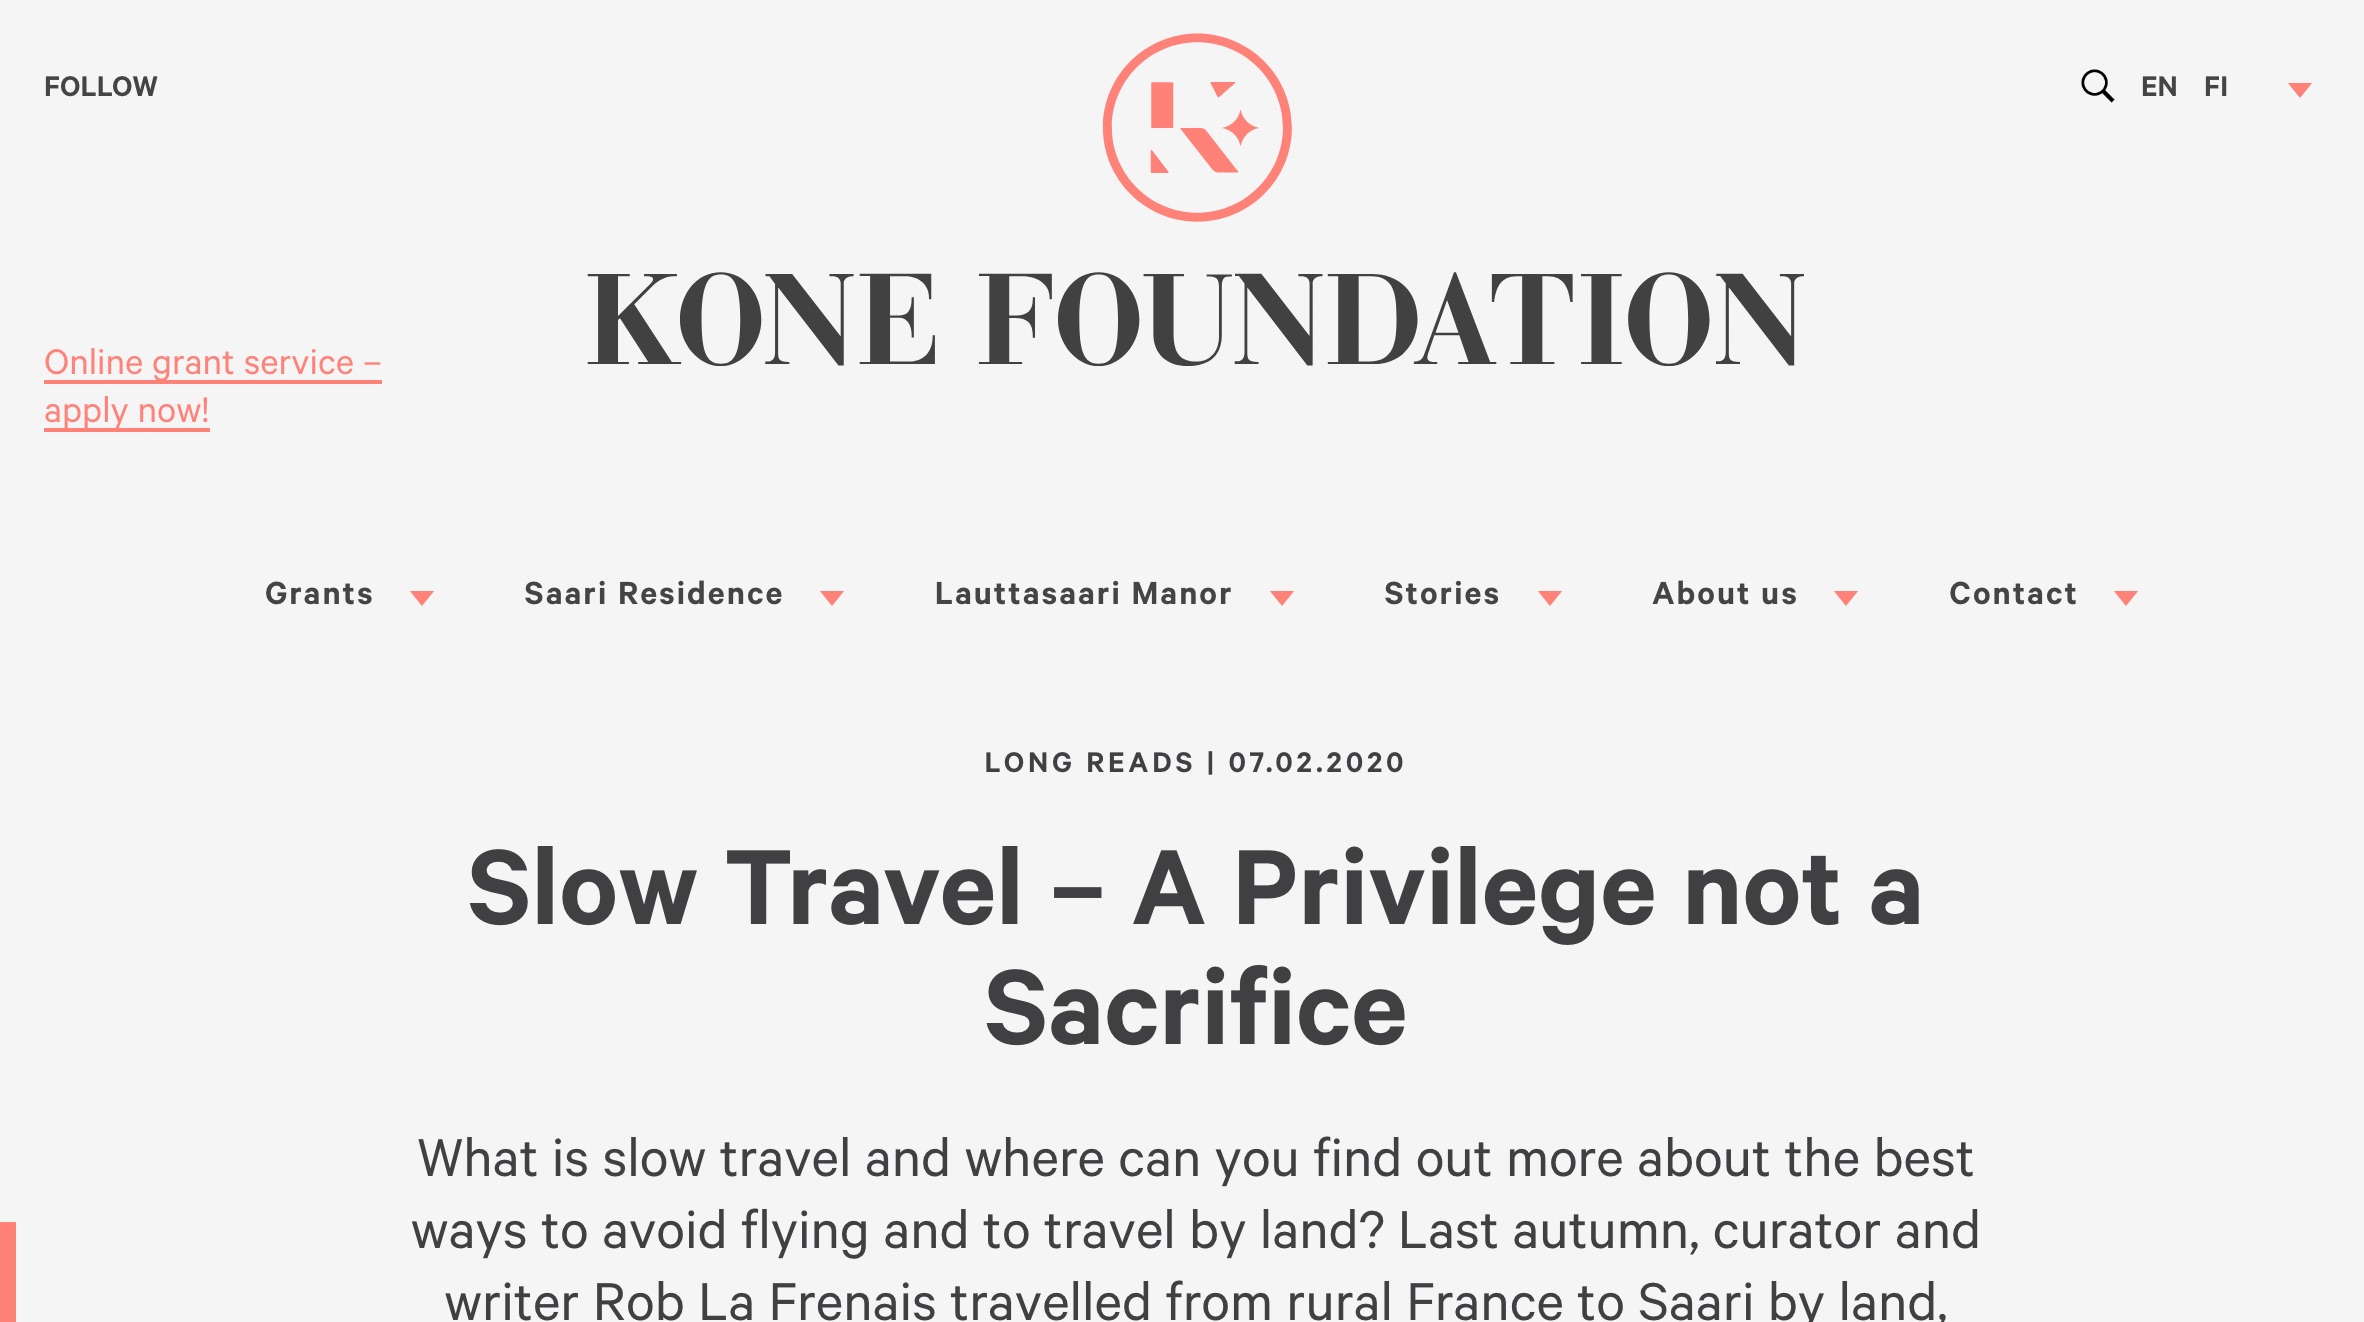 FOLLOW
EN FI
KONE FOUNDATION
Online grant service –
apply now!
Grants Saari Residence Lauttasaari Manor Stories About us Contact
LONG READS | 07.02.2020
Slow Travel – A Privilege not a
Sacrifice
What is slow travel and where can you find out more about the best
ways to avoid flying and to travel by land? Last autumn, curator and
writer Rob La Frenais travelled from rural France to Saari by land,